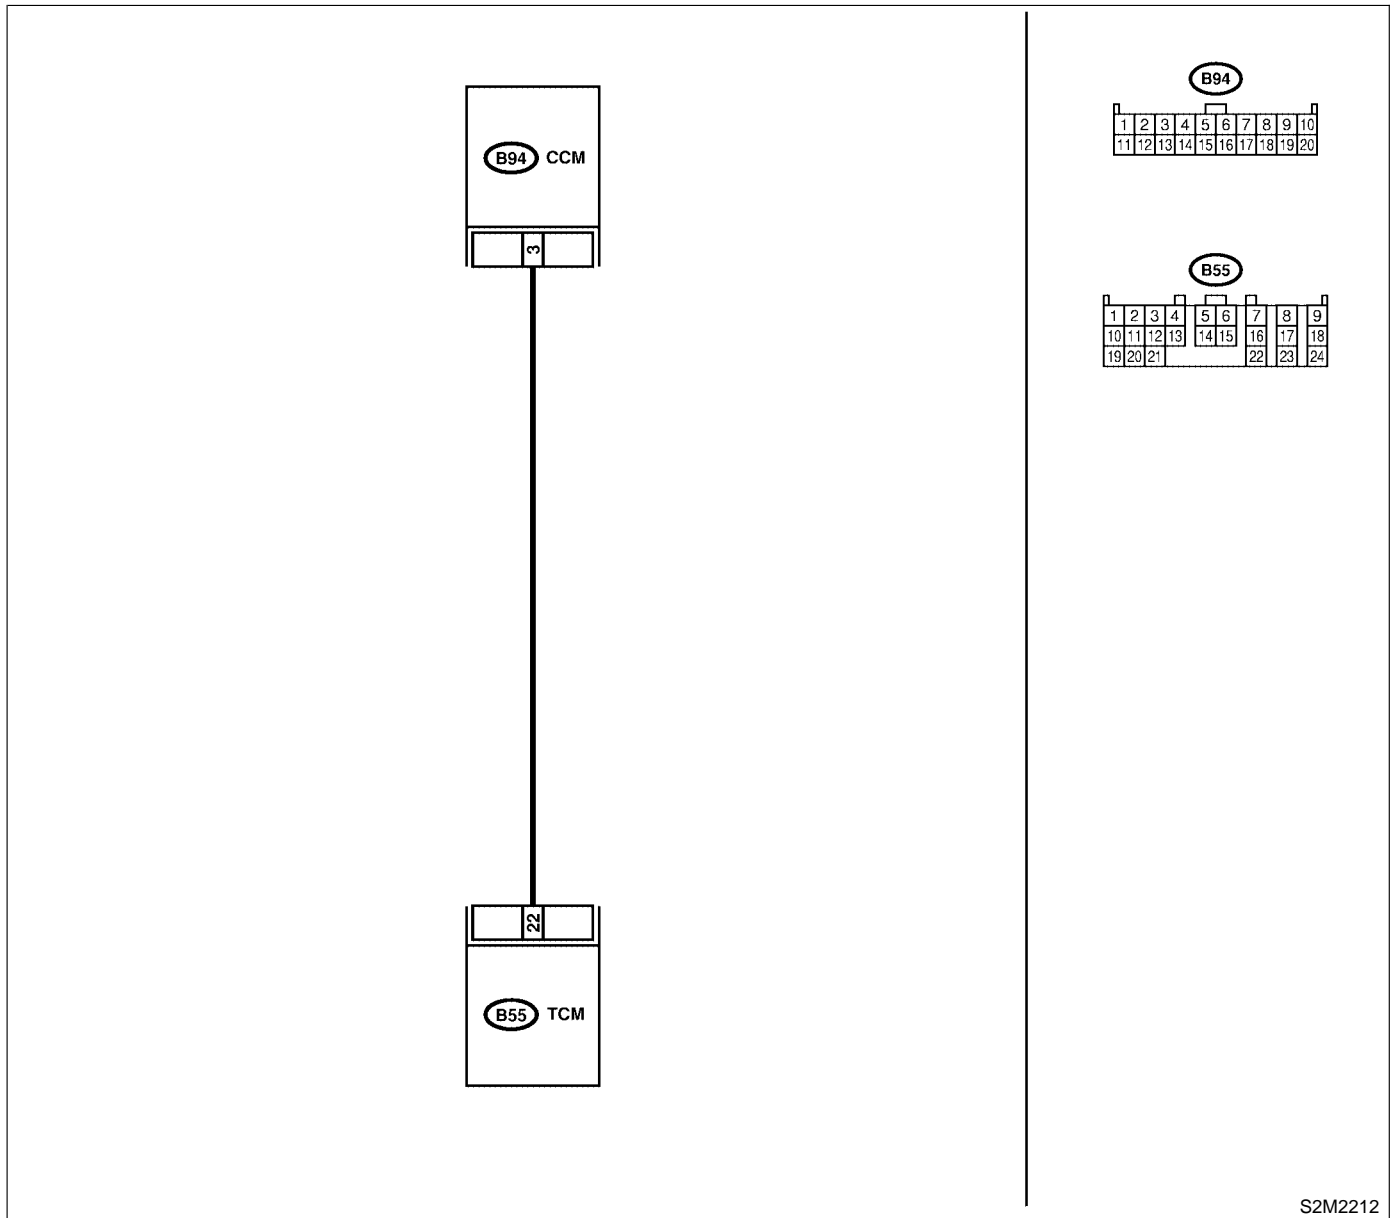 B94 CCM
3
22
B55 TCM
B94
1 2 3 4 5 6 7 8 9 10
11 12 13 14 15 16 17 18 19 20
B55
1 2 3 4 5 6 7 8 9
10 11 12 13 14 15 16 17 18
19 20 21 22 23 24
S2M2212